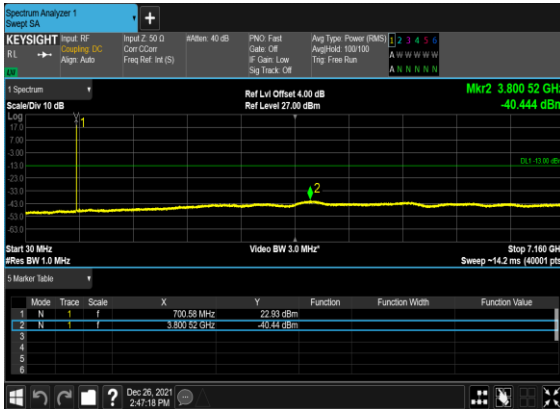 Spectrum Analyzer 1
Swept SA
+
KEYSIGHT Input: RF Input Z: 50 Ω #Atten: 40 dB PNO: Fast Avg Type: Power (RMS) 1 2 3 4 5 6
RL Coupling: DC Corr CCorr Gate: Off Avg|Hold: 100/100 A W W W W W
Align: Auto Freq Ref: Int (S) IF Gain: Low Trig: Free Run
Sig Track: Off A N N N N N
1 Spectrum
Ref Lvl Offset 4.00 dB Mkr2 3.800 52 GHz
Scale/Div 10 dB Ref Level 27.00 dBm -40.444 dBm
Log
17.0
7.00
-3.00
-13.0
-23.0
-33.0
-43.0
-53.0
-63.0
1
2
DL1 -13.00 dBm
Start 30 MHz Video BW 3.0 MHz* Stop 7.160 GHz
#Res BW 1.0 MHz Sweep ~14.2 ms (40001 pts)
5 Marker Table
Mode Trace Scale X Y Function Function Width Function Value
1 N 1 f 700.58 MHz 22.93 dBm
2 N 1 f 3.800 52 GHz -40.44 dBm
3
4
5
6
?
Dec 26, 2021
2:47:18 PM